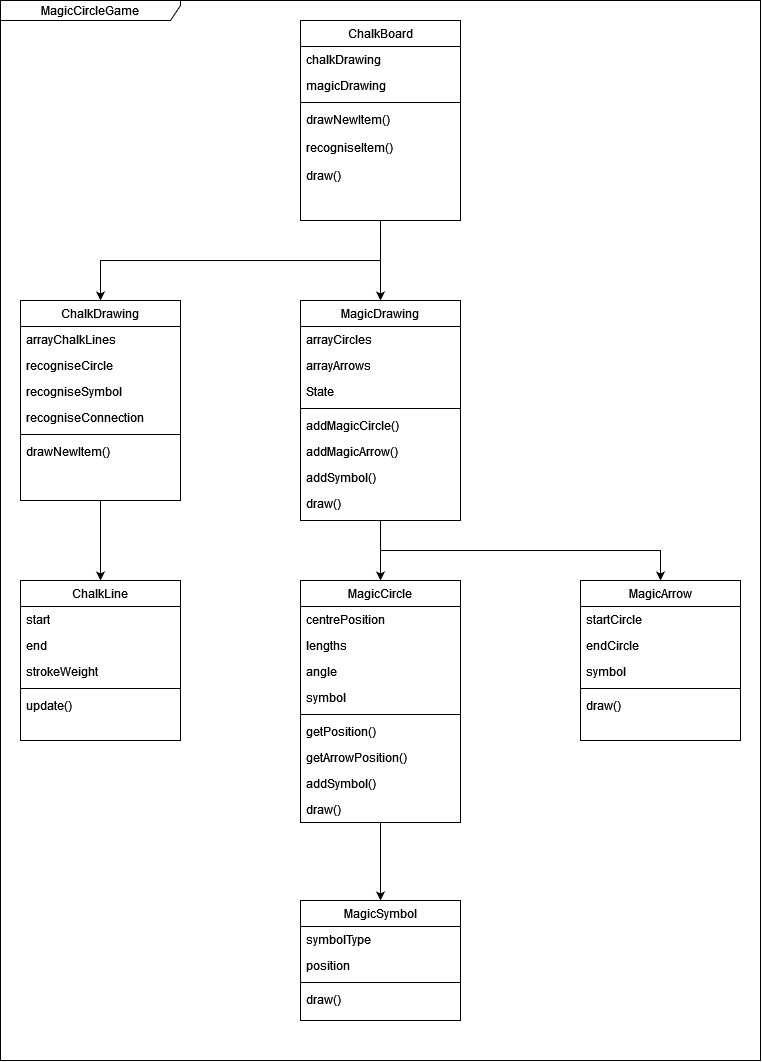 MagicCircleGame
ChalkBoard
chalkDrawing
magicDrawing
drawNewItem()
recogniseItem()
draw()
ChalkDrawing
arrayChalkLines
recogniseCircle
recogniseSymbol
recogniseConnection
drawNewItem()
MagicDrawing
arrayCircles
arrayArrows
State
addMagicCircle()
addMagicArrow()
addSymbol()
draw()
ChalkLine
start
end
strokeWeight
update()
MagicCircle
centrePosition
lengths
angle
symbol
getPosition()
getArrowPosition()
addSymbol()
draw()
MagicArrow
startCircle
endCircle
symbol
draw()
MagicSymbol
symbolType
position
draw()